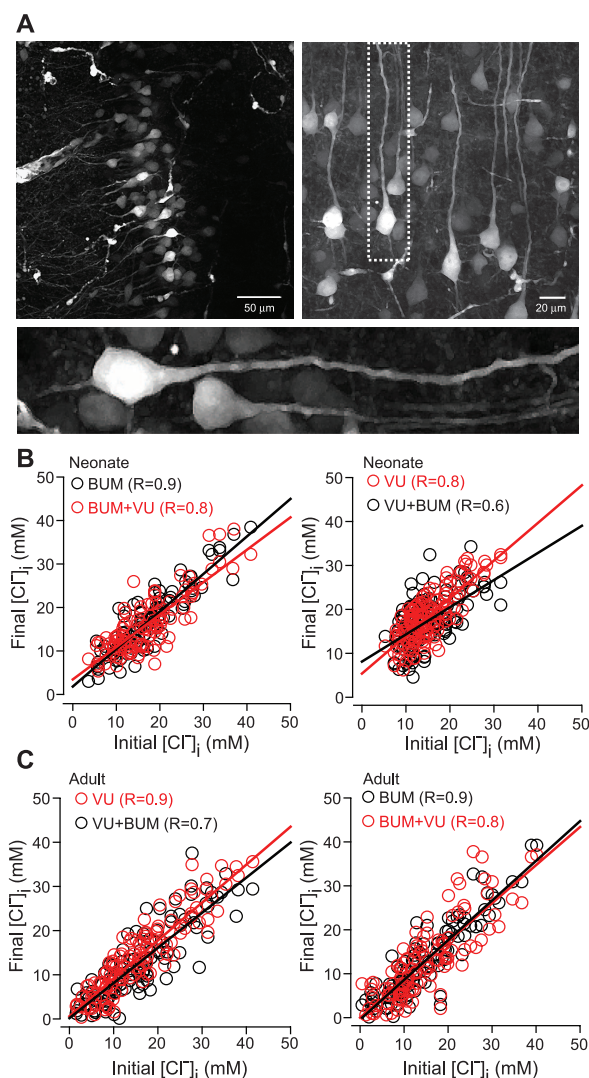 A
50 μm
20 μm
B
Neonate
BUM (R=0.9)
BUM+VU (R=0.8)
50
40
30
20
10
0
Final [Cl⁻]i (mM)
0 10 20 30 40 50
Initial [Cl⁻]i (mM)
Neonate
VU (R=0.8)
VU+BUM (R=0.6)
50
40
30
20
10
0
Final [Cl⁻]i (mM)
0 10 20 30 40 50
Initial [Cl⁻]i (mM)
C
Adult
VU (R=0.9)
VU+BUM (R=0.7)
50
40
30
20
10
0
Final [Cl⁻]i (mM)
0 10 20 30 40 50
Initial [Cl⁻]i (mM)
Adult
BUM (R=0.9)
BUM+VU (R=0.8)
50
40
30
20
10
0
Final [Cl⁻]i (mM)
0 10 20 30 40 50
Initial [Cl⁻]i (mM)